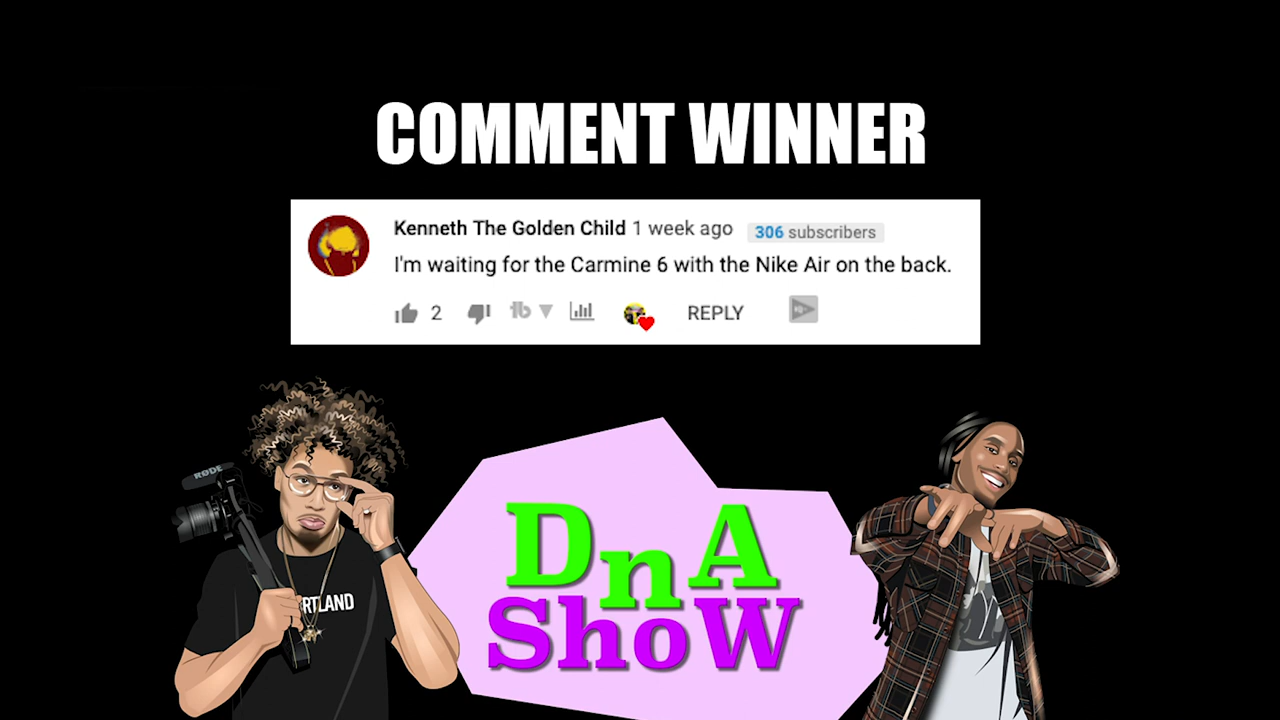 COMMENT WINNER
Kenneth The Golden Child 1 week ago 306 subscribers
I'm waiting for the Carmine 6 with the Nike Air on the back.
2 REPLY
RØDE
RTLAND
DnA
ShoW